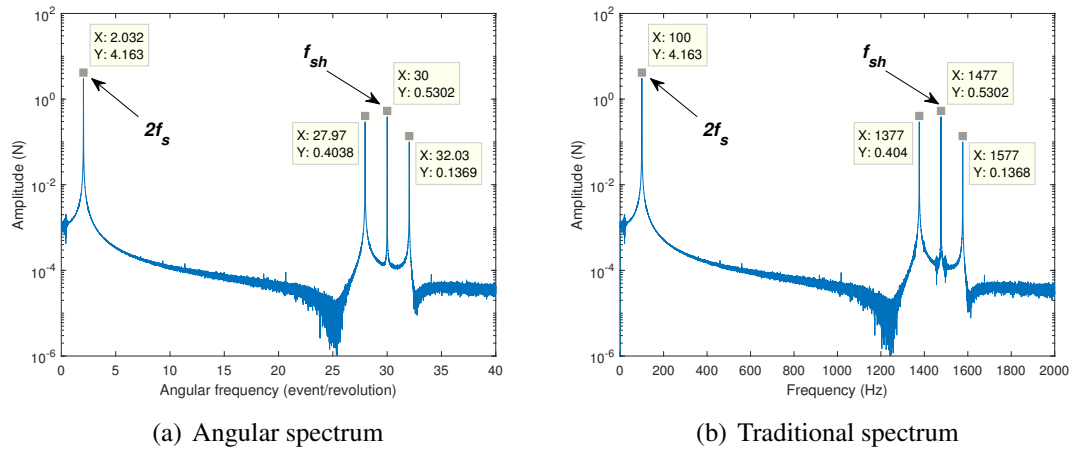 10^2
10^0
10^-2
10^-4
10^-6
Amplitude (N)
X: 2.032
Y: 4.163
2f_s
f_sh
X: 30
Y: 0.5302
X: 27.97
Y: 0.4038
X: 32.03
Y: 0.1369
0 5 10 15 20 25 30 35 40
Angular frequency (event/revolution)
(a) Angular spectrum
10^2
10^0
10^-2
10^-4
10^-6
Amplitude (N)
X: 100
Y: 4.163
2f_s
f_sh
X: 1477
Y: 0.5302
X: 1377
Y: 0.404
X: 1577
Y: 0.1368
0 200 400 600 800 1000 1200 1400 1600 1800 2000
Frequency (Hz)
(b) Traditional spectrum